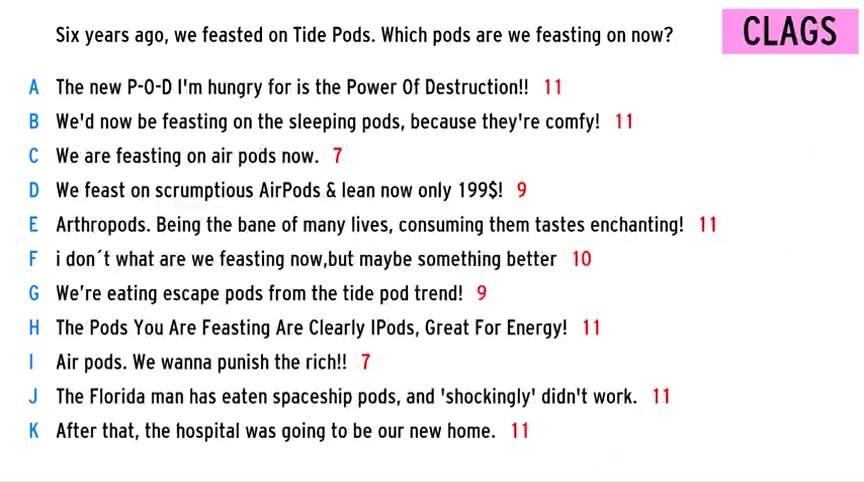 Six years ago, we feasted on Tide Pods. Which pods are we feasting on now?
CLAGS
A The new P-O-D I'm hungry for is the Power Of Destruction!! 11
B We'd now be feasting on the sleeping pods, because they're comfy! 11
C We are feasting on air pods now. 7
D We feast on scrumptious AirPods & lean now only 199$! 9
E Arthropods. Being the bane of many lives, consuming them tastes enchanting! 11
F i don´t what are we feasting now,but maybe something better 10
G We're eating escape pods from the tide pod trend! 9
H The Pods You Are Feasting Are Clearly IPods, Great For Energy! 11
I Air pods. We wanna punish the rich!! 7
J The Florida man has eaten spaceship pods, and 'shockingly' didn't work. 11
K After that, the hospital was going to be our new home. 11